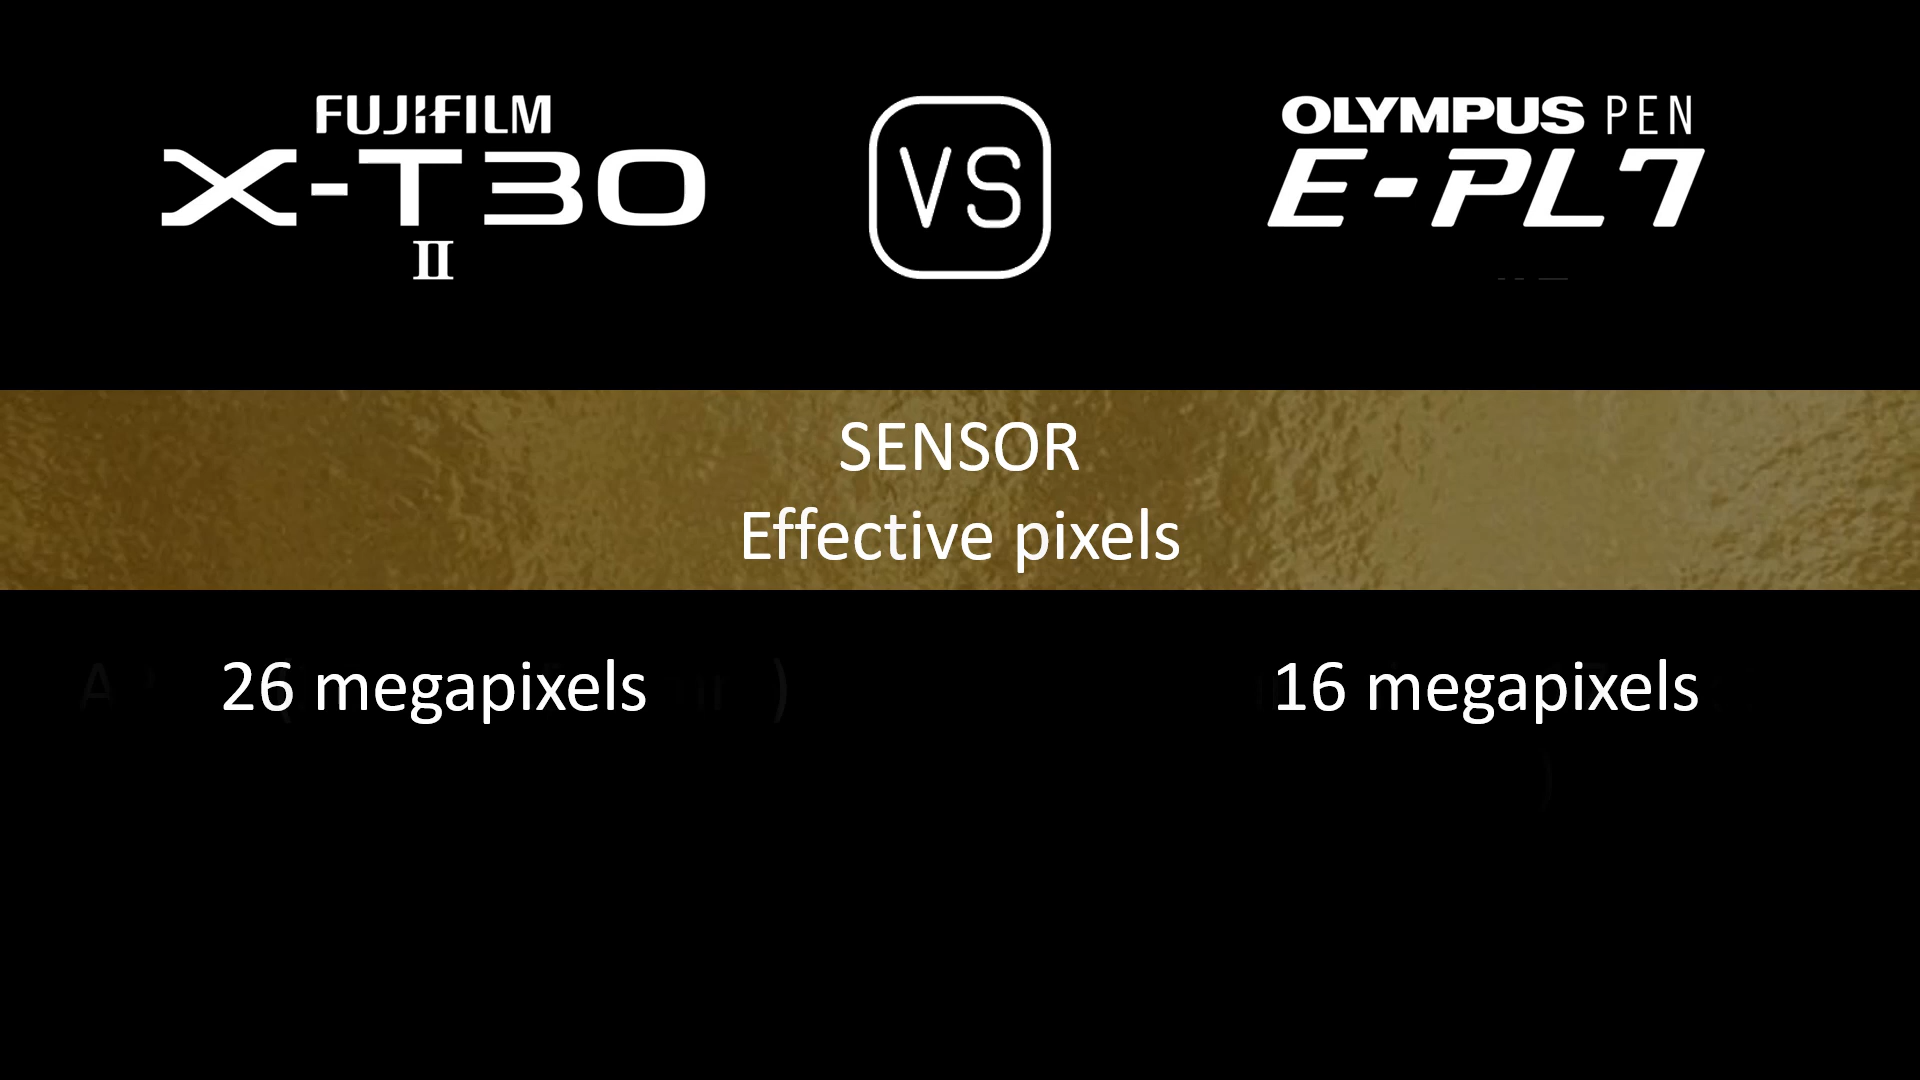 FUJIFILM
X-T30
II
VS
OLYMPUS PEN
E-PL7
SENSOR
Effective pixels
26 megapixels
16 megapixels